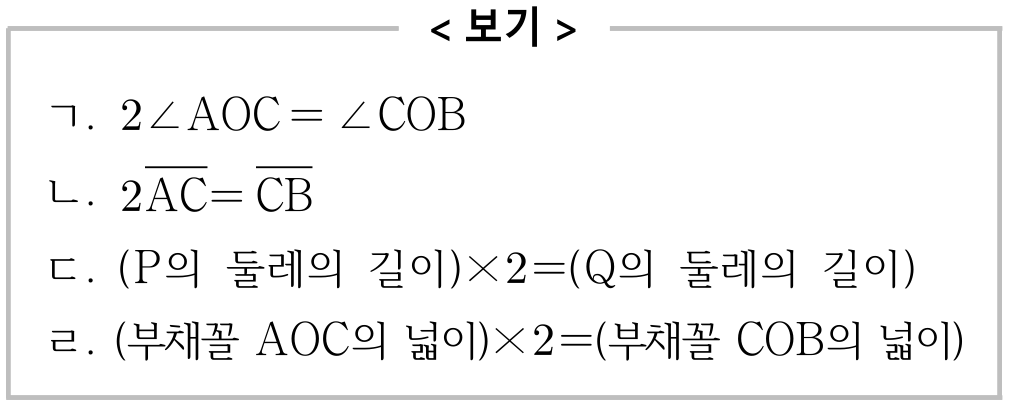 < 보기 >
ㄱ. 2∠AOC = ∠COB
ㄴ. 2A̅C̅= C̅B̅
ㄷ. (P의 둘레의 길이)×2=(Q의 둘레의 길이)
ㄹ. (부채꼴 AOC의 넓이)×2=(부채꼴 COB의 넓이)